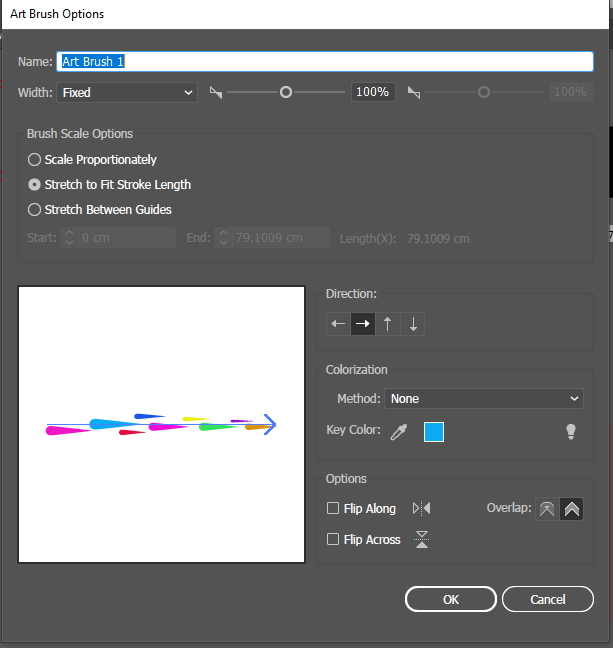 Art Brush Options
Name: Art Brush 1
Width: Fixed 100% 100%
Brush Scale Options
Scale Proportionately
Stretch to Fit Stroke Length
Stretch Between Guides
Start: 0 cm End: 79.1009 cm Length(X): 79.1009 cm
Direction:
Colorization
Method: None
Key Color:
Options
Flip Along Overlap:
Flip Across
OK Cancel